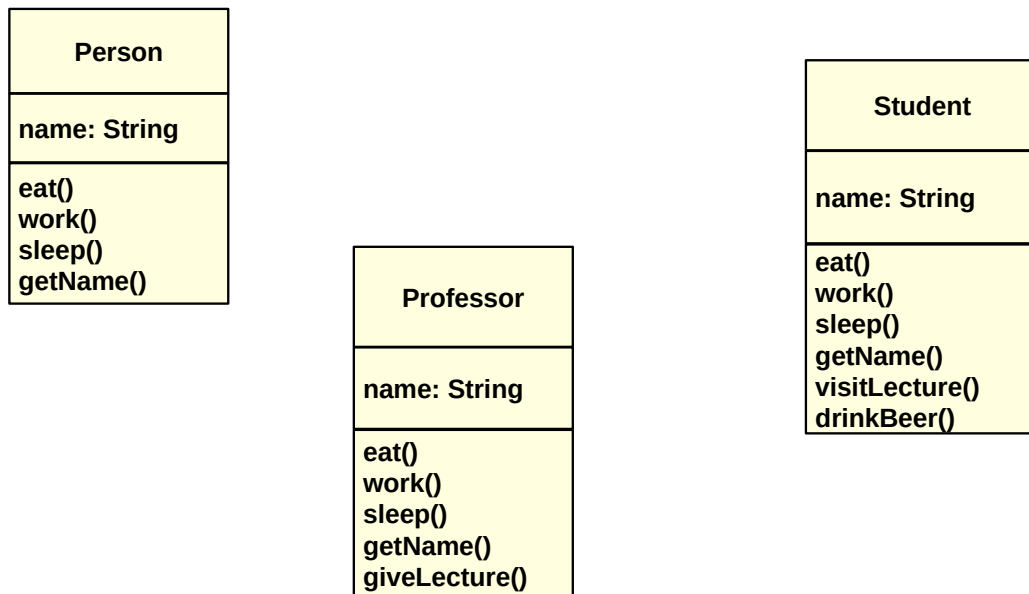 Person
name: String
eat()
work()
sleep()
getName()
Professor
name: String
eat()
work()
sleep()
getName()
giveLecture()
Student
name: String
eat()
work()
sleep()
getName()
visitLecture()
drinkBeer()